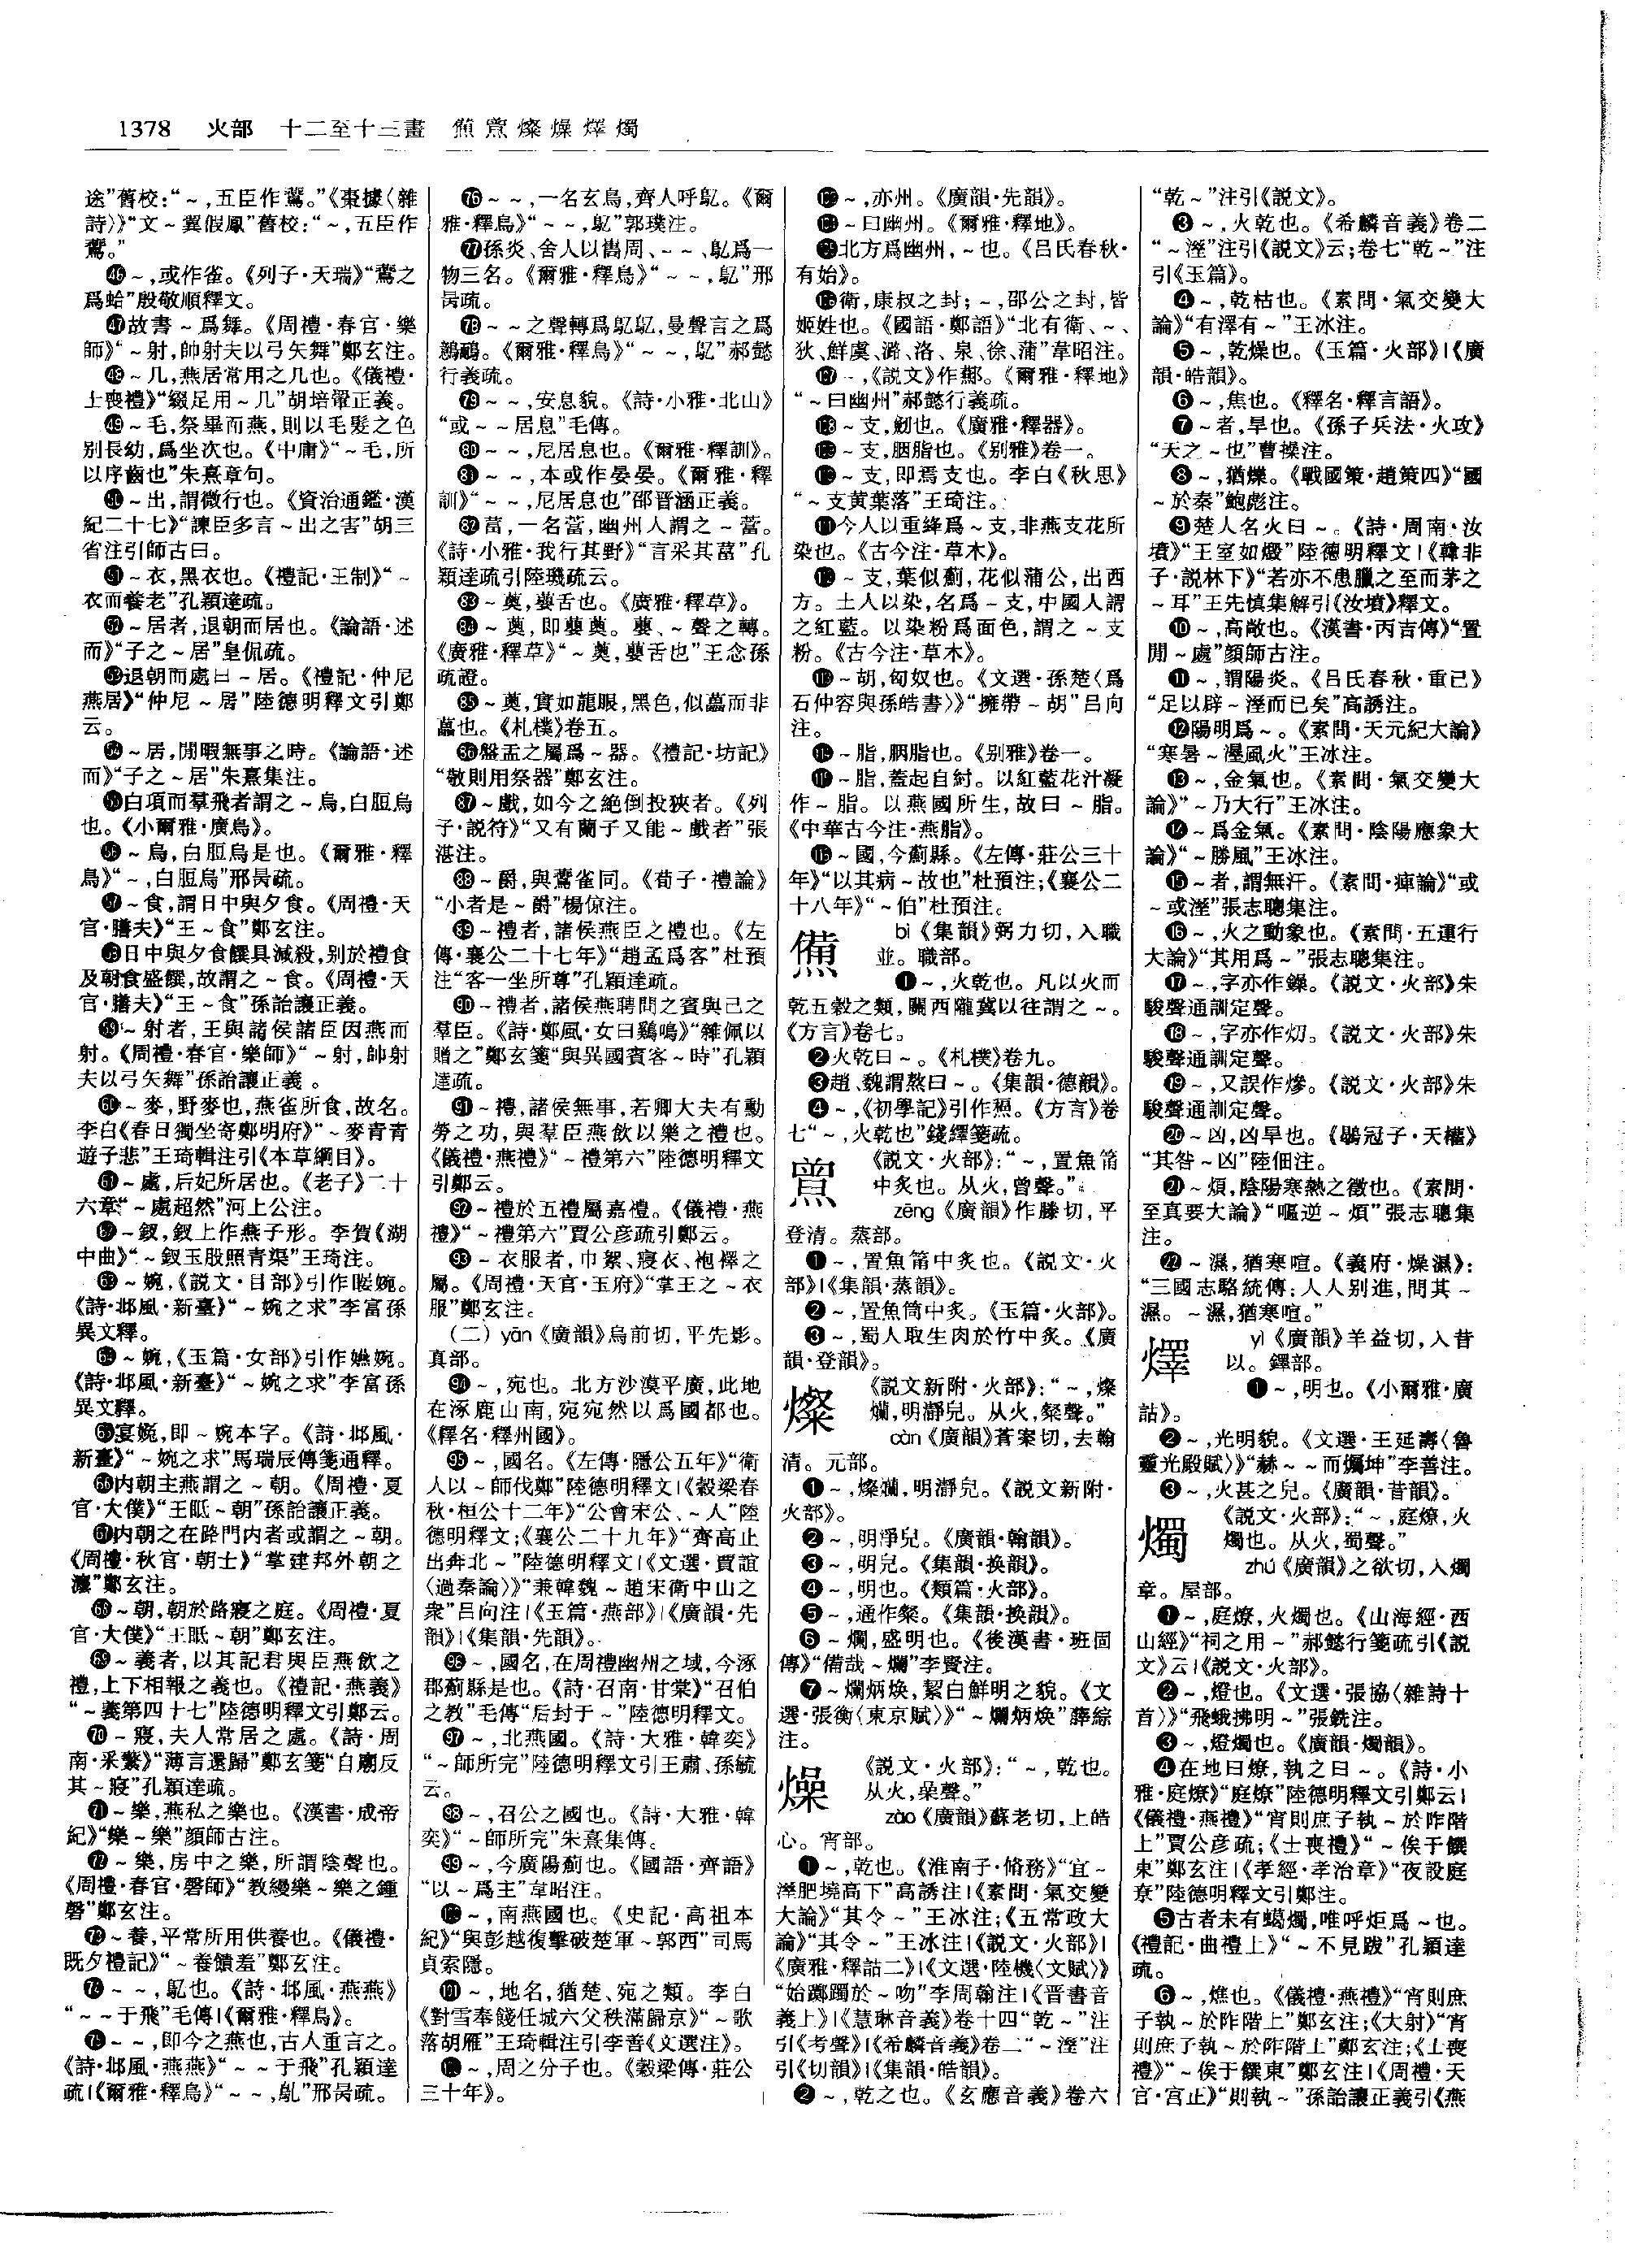 1378 火部 十二至十三畫 㷶䰝燦燥燡燭
途”舊校:“~,五臣作鷰。”《棗據〈雜
詩〉》“文~翼假鳳”舊校:“~,五臣作
鷰。”
㊻~,或作雀。《列子·天瑞》“鷰之
爲蛤”殷敬順釋文。
㊼故書~爲舞。《周禮·春官·樂
師》“~射,帥射夫以弓矢舞”鄭玄注。
㊽~几,燕居常用之几也。《儀禮·
士喪禮》“綴足用~几”胡培翬正義。
㊾~毛,祭畢而燕,則以毛髮之色
别長幼,爲坐次也。《中庸》“~毛,所
以序齒也”朱熹章句。
㊿~出,謂微行也。《資治通鑑·漢
紀二十七》“諫臣多言~出之害”胡三
省注引師古曰。
51~衣,黑衣也。《禮記·王制》“~
衣而養老”孔穎達疏。
52~居者,退朝而居也。《論語·述
而》“子之~居”皇侃疏。
53退朝而處曰~居。《禮記·仲尼
燕居》“仲尼~居”陸德明釋文引鄭
云。
54~居,閒暇無事之時。《論語·述
而》“子之~居”朱熹集注。
55白項而羣飛者謂之~烏,白脰烏
也。《小爾雅·廣鳥》。
56~烏,白脰烏是也。《爾雅·釋
鳥》“~,白脰烏”邢昺疏。
57~食,謂日中與夕食。《周禮·天
官·膳夫》“王~食”鄭玄注。
58日中與夕食饌具減殺,别於禮食
及朝食盛饌,故謂之~食。《周禮·天
官·膳夫》“王~食”孫詒讓正義。
59~射者,王與諸侯諸臣因燕而
射。《周禮·春官·樂師》“~射,帥射
夫以弓矢舞”孫詒讓正義。
60~麥,野麥也,燕雀所食,故名。
李白《春日獨坐寄鄭明府》“~麥青青
遊子悲”王琦輯注引《本草綱目》。
61~處,后妃所居也。《老子》二十
六章“~處超然”河上公注。
62~釵,釵上作燕子形。李賀《湖
中曲》“~釵玉股照青渠”王琦注。
63~婉,《説文·目部》引作暥婉。
《詩·邶風·新臺》“~婉之求”李富孫
異文釋。
64~婉,《玉篇·女部》引作嬿婉。
《詩·邶風·新臺》“~婉之求”李富孫
異文釋。
65宴婉,即~婉本字。《詩·邶風·
新臺》“~婉之求”馬瑞辰傳箋通釋。
66内朝主燕謂之~朝。《周禮·夏
官·大僕》“王眂~朝”孫詒讓正義。
67内朝之在路門内者或謂之~朝。
《周禮·秋官·朝士》“掌建邦外朝之
灋”鄭玄注。
68~朝,朝於路寢之庭。《周禮·夏
官·大僕》“王眂~朝”鄭玄注。
69~義者,以其記君與臣燕飲之
禮,上下相報之義也。《禮記·燕義》
“~義第四十七”陸德明釋文引鄭云。
70~寢,夫人常居之處。《詩·周
南·采蘩》“薄言還歸”鄭玄箋“自廟反
其~寢”孔穎達疏。
71~樂,燕私之樂也。《漢書·成帝
紀》“樂~樂”顔師古注。
72~樂,房中之樂,所謂陰聲也。
《周禮·春官·磬師》“教縵樂~樂之鍾
磬”鄭玄注。
73~養,平常所用供養也。《儀禮·
既夕禮記》“~養饋羞”鄭玄注。
74~~,鳦也。《詩·邶風·燕燕》
“~~于飛”毛傳|《爾雅·釋鳥》。
75~~,即今之燕也,古人重言之。
《詩·邶風·燕燕》“~~于飛”孔穎達
疏|《爾雅·釋鳥》“~~,鳦”邢昺疏。
76~~,一名玄鳥,齊人呼鳦。《爾
雅·釋鳥》“~~,鳦”郭璞注。
77孫炎、舍人以巂周、~~、鳦爲一
物三名。《爾雅·釋鳥》“~~,鳦”邢
昺疏。
78~~之聲轉爲鳦鳦,曼聲言之爲
鷾鴯。《爾雅·釋鳥》“~~,鳦”郝懿
行義疏。
79~~,安息貌。《詩·小雅·北山》
“或~~居息”毛傳。
80~~,尼居息也。《爾雅·釋訓》。
81~~,本或作晏晏。《爾雅·釋
訓》“~~,尼居息也”邵晉涵正義。
82葍,一名䔰,幽州人謂之~䔰。
《詩·小雅·我行其野》“言采其葍”孔
穎達疏引陸璣疏云。
83~薁,蘡舌也。《廣雅·釋草》。
84~薁,即蘡薁。蘡、~聲之轉。
《廣雅·釋草》“~薁,蘡舌也”王念孫
疏證。
85~薁,實如龍眼,黑色,似藟而非
藟也。《札樸》卷五。
86盤盂之屬爲~器。《禮記·坊記》
“敬則用祭器”鄭玄注。
87~戲,如今之絶倒投狹者。《列
子·説符》“又有蘭子又能~戲者”張
湛注。
88~爵,與鷰雀同。《荀子·禮論》
“小者是~爵”楊倞注。
89~禮者,諸侯燕臣之禮也。《左
傳·襄公二十七年》“趙孟爲客”杜預
注“客一坐所尊”孔穎達疏。
90~禮者,諸侯燕聘問之賓與己之
羣臣。《詩·鄭風·女曰鷄鳴》“雜佩以
贈之”鄭玄箋“與異國賓客~時”孔穎
達疏。
91~禮,諸侯無事,若卿大夫有勳
勞之功,與羣臣燕飲以樂之禮也。
《儀禮·燕禮》“~禮第六”陸德明釋文
引鄭云。
92~禮於五禮屬嘉禮。《儀禮·燕
禮》“~禮第六”賈公彦疏引鄭云。
93~衣服者,巾絮、寢衣、袍襗之
屬。《周禮·天官·玉府》“掌王之~衣
服”鄭玄注。
(二) yān《廣韻》烏前切,平先影。
真部。
94~,宛也。北方沙漠平廣,此地
在涿鹿山南,宛宛然以爲國都也。
《釋名·釋州國》。
95~,國名。《左傳·隱公五年》“衛
人以~師伐鄭”陸德明釋文|《穀梁春
秋·桓公十二年》“公會宋公、~人”陸
德明釋文;《襄公二十九年》“齊高止
出奔北~”陸德明釋文|《文選·賈誼
〈過秦論〉》“兼韓魏~趙宋衛中山之
衆”吕向注|《玉篇·燕部》|《廣韻·先
韻》|《集韻·先韻》。
96~,國名,在周禮幽州之域,今涿
郡薊縣是也。《詩·召南·甘棠》“召伯
之教”毛傳“后封于~”陸德明釋文。
97~,北燕國。《詩·大雅·韓奕》
“~師所完”陸德明釋文引王肅、孫毓
云。
98~,召公之國也。《詩·大雅·韓
奕》“~師所完”朱熹集傳。
99~,今廣陽薊也。《國語·齊語》
“以~爲主”韋昭注。
100~,南燕國也。《史記·高祖本
紀》“與彭越復擊破楚軍~郭西”司馬
貞索隱。
101~,地名,猶楚、宛之類。李白
《對雪奉餞任城六父秩滿歸京》“~歌
落胡雁”王琦輯注引李善《文選注》。
102~,周之分子也。《穀梁傳·莊公
三十年》。
103~,亦州。《廣韻·先韻》。
104~曰幽州。《爾雅·釋地》。
105北方爲幽州,~也。《吕氏春秋·
有始》。
106衛,康叔之封;~,邵公之封,皆
姬姓也。《國語·鄭語》“北有衛、~、
狄、鮮虞、潞、洛、泉、徐、蒲”韋昭注。
107~,《説文》作酀。《爾雅·釋地》
“~曰幽州”郝懿行義疏。
108~支,釰也。《廣雅·釋器》。
109~支,胭脂也。《别雅》卷一。
110~支,即焉支也。李白《秋思》
“~支黄葉落”王琦注。
111今人以重絳爲~支,非燕支花所
染也。《古今注·草木》。
112~支,葉似薊,花似蒲公,出西
方。土人以染,名爲~支,中國人謂
之紅藍。以染粉爲面色,謂之~支
粉。《古今注·草木》。
113~胡,匈奴也。《文選·孫楚〈爲
石仲容與孫皓書〉》“擁帶~胡”吕向
注。
114~脂,胭脂也。《别雅》卷一。
115~脂,蓋起自紂。以紅藍花汁凝
作~脂。以燕國所生,故曰~脂。
《中華古今注·燕脂》。
116~國,今薊縣。《左傳·莊公三十
年》“以其病~故也”杜預注;《襄公二
十八年》“~伯”杜預注。
㷶 bì《集韻》弼力切,入職
並。職部。
❶~,火乾也。凡以火而
乾五穀之類,關西隴冀以往謂之~。
《方言》卷七。
❷火乾曰~。《札樸》卷九。
❸趙、魏謂熬曰~。《集韻·德韻》。
❹~,《初學記》引作㷟。《方言》卷
七“~,火乾也”錢繹箋疏。
䰝 《説文·火部》:“~,置魚筩
中炙也。从火,曾聲。”
zēng《廣韻》作滕切,平
登清。蒸部。
❶~,置魚筩中炙也。《説文·火
部》|《集韻·蒸韻》。
❷~,置魚筒中炙。《玉篇·火部》。
❸~,蜀人取生肉於竹中炙。《廣
韻·登韻》。
燦 《説文新附·火部》:“~,燦
爛,明瀞皃。从火,粲聲。”
càn《廣韻》蒼案切,去翰
清。元部。
❶~,燦爛,明瀞皃。《説文新附·
火部》。
❷~,明淨皃。《廣韻·翰韻》。
❸~,明皃。《集韻·换韻》。
❹~,明也。《類篇·火部》。
❺~,通作粲。《集韻·换韻》。
❻~爛,盛明也。《後漢書·班固
傳》“備哉~爛”李賢注。
❼~爛炳焕,絜白鮮明之貌。《文
選·張衡〈東京賦〉》“~爛炳焕”薛綜
注。
燥 《説文·火部》:“~,乾也。
从火,喿聲。”
zào《廣韻》蘇老切,上皓
心。宵部。
❶~,乾也。《淮南子·脩務》“宜~
溼肥墝高下”高誘注|《素問·氣交變
大論》“其令~”王冰注;《五常政大
論》“其令~”王冰注|《説文·火部》|
《廣雅·釋詁二》|《文選·陸機〈文賦〉》
“始躑躅於~吻”李周翰注|《晉書音
義上》|《慧琳音義》卷十四“乾~”注
引《考聲》|《希麟音義》卷二“~溼”注
引《切韻》|《集韻·皓韻》。
❷~,乾之也。《玄應音義》卷六
“乾~”注引《説文》。
❸~,火乾也。《希麟音義》卷二
“~溼”注引《説文》云;卷七“乾~”注
引《玉篇》。
❹~,乾枯也。《素問·氣交變大
論》“有澤有~”王冰注。
❺~,乾燥也。《玉篇·火部》|《廣
韻·皓韻》。
❻~,焦也。《釋名·釋言語》。
❼~者,旱也。《孫子兵法·火攻》
“天之~也”曹操注。
❽~,猶爍。《戰國策·趙策四》“國
~於秦”鮑彪注。
❾楚人名火曰~。《詩·周南·汝
墳》“王室如燬”陸德明釋文|《韓非
子·説林下》“若亦不患臘之至而茅之
~耳”王先慎集解引《汝墳》釋文。
❿~,高敞也。《漢書·丙吉傳》“置
閒~處”顔師古注。
⓫~,謂陽炎。《吕氏春秋·重己》
“足以辟~溼而已矣”高誘注。
⓬陽明爲~。《素問·天元紀大論》
“寒暑~溼風火”王冰注。
⓭~,金氣也。《素問·氣交變大
論》“~乃大行”王冰注。
⓮~爲金氣。《素問·陰陽應象大
論》“~勝風”王冰注。
⓯~者,謂無汗。《素問·痺論》“或
~或溼”張志聰集注。
⓰~,火之動象也。《素問·五運行
大論》“其用爲~”張志聰集注。
⓱~,字亦作鱢。《説文·火部》朱
駿聲通訓定聲。
⓲~,字亦作炒。《説文·火部》朱
駿聲通訓定聲。
⓳~,又誤作㷸。《説文·火部》朱
駿聲通訓定聲。
⓴~凶,凶旱也。《鶡冠子·天權》
“其咎~凶”陸佃注。
㉑~煩,陰陽寒熱之徵也。《素問·
至真要大論》“嘔逆~煩”張志聰集
注。
㉒~濕,猶寒喧。《義府·燥濕》:
“三國志駱統傳:人人别進,問其~
濕。~濕,猶寒喧。”
燡 yì《廣韻》羊益切,入昔
以。鐸部。
❶~,明也。《小爾雅·廣
詁》。
❷~,光明貌。《文選·王延壽〈魯
靈光殿賦〉》“赫~~而爥坤”李善注。
❸~,火甚之皃。《廣韻·昔韻》。
燭 《説文·火部》:“~,庭燎,火
燭也。从火,蜀聲。”
zhú《廣韻》之欲切,入燭
章。屋部。
❶~,庭燎,火燭也。《山海經·西
山經》“祠之用~”郝懿行箋疏引《説
文》云|《説文·火部》。
❷~,燈也。《文選·張協〈雜詩十
首〉》“飛蛾拂明~”張銑注。
❸~,燈燭也。《廣韻·燭韻》。
❹在地曰燎,執之曰~。《詩·小
雅·庭燎》“庭燎”陸德明釋文引鄭云|
《儀禮·燕禮》“宵則庶子執~於阼階
上”賈公彦疏;《士喪禮》“~俟于饌
東”鄭玄注|《孝經·孝治章》“夜設庭
尞”陸德明釋文引鄭注。
❺古者未有蠟燭,唯呼炬爲~也。
《禮記·曲禮上》“~不見跋”孔穎達
疏。
❻~,燋也。《儀禮·燕禮》“宵則庶
子執~於阼階上”鄭玄注;《大射》“宵
則庶子執~於阼階上”鄭玄注;《士喪
禮》“~俟于饌東”鄭玄注|《周禮·天
官·宫正》“則執~”孫詒讓正義引《燕